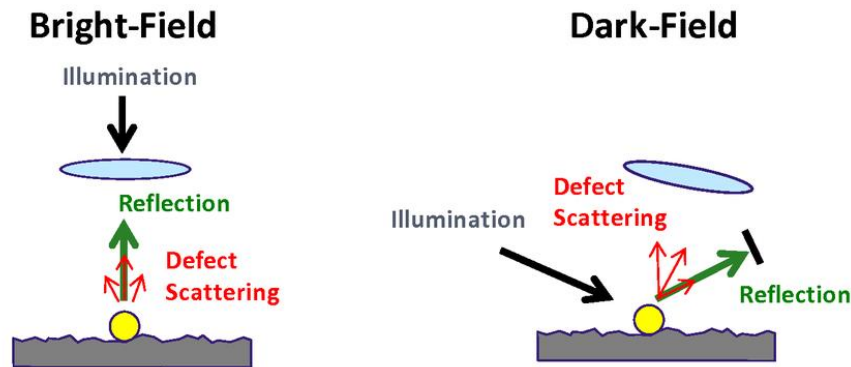 Bright-Field
Illumination
Reflection
Defect
Scattering
Dark-Field
Defect
Scattering
Illumination
Reflection